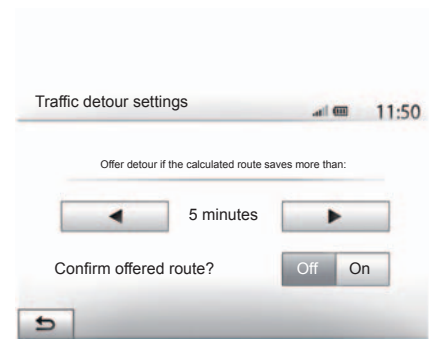 Traffic detour settings
11:50
Offer detour if the calculated route saves more than:
5 minutes
Confirm offered route?
Off On